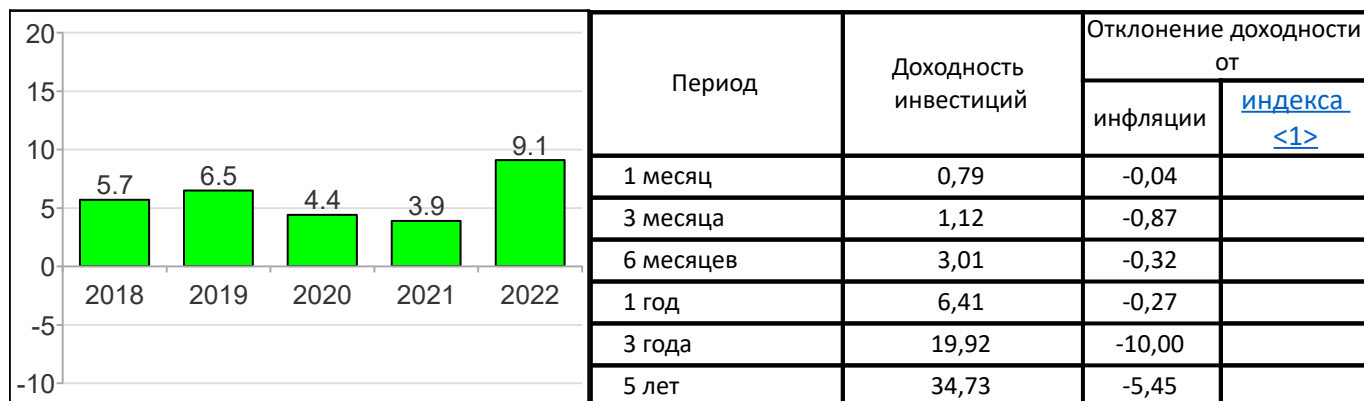 20
15
10
5
0
-5
-10
5.7
6.5
4.4
3.9
9.1
2018 2019 2020 2021 2022
Период
Доходность
инвестиций
Отклонение доходности
от
инфляции
индекса
<1>
1 месяц 0,79 -0,04
3 месяца 1,12 -0,87
6 месяцев 3,01 -0,32
1 год 6,41 -0,27
3 года 19,92 -10,00
5 лет 34,73 -5,45